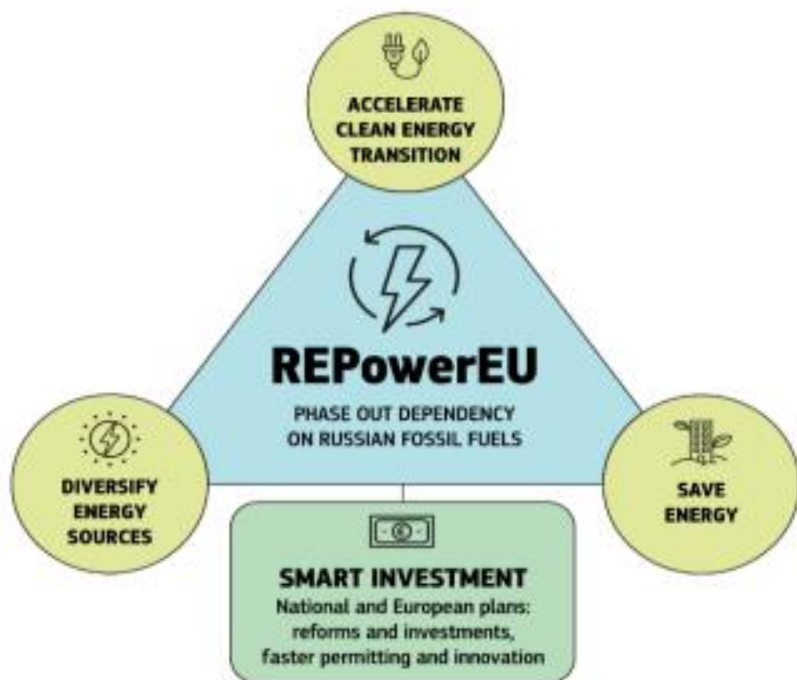 ACCELERATE
CLEAN ENERGY
TRANSITION
REPowerEU
PHASE OUT DEPENDENCY
ON RUSSIAN FOSSIL FUELS
DIVERSIFY
ENERGY
SOURCES
SAVE
ENERGY
SMART INVESTMENT
National and European plans:
reforms and investments,
faster permitting and innovation